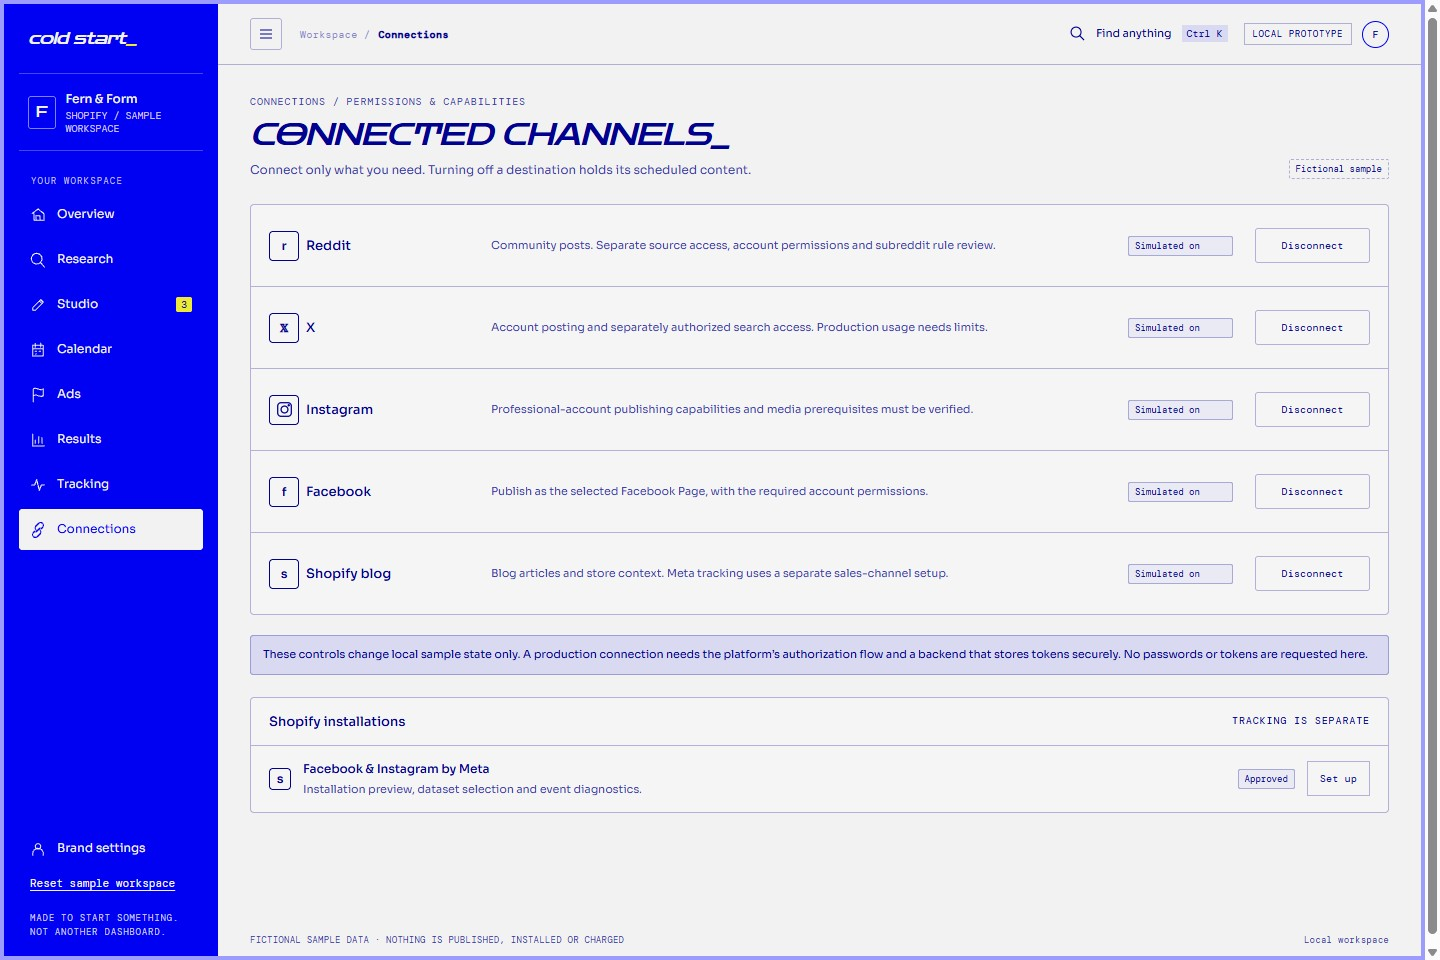 cold start_
F
Fern & Form
SHOPIFY / SAMPLE
WORKSPACE
YOUR WORKSPACE
Overview
Research
Studio
3
Calendar
Ads
Results
Tracking
Connections
Brand settings
Reset sample workspace
MADE TO START SOMETHING.
NOT ANOTHER DASHBOARD.
Workspace / Connections
Find anything
Ctrl K
LOCAL PROTOTYPE
F
CONNECTIONS / PERMISSIONS & CAPABILITIES
CONNECTED CHANNELS_
Connect only what you need. Turning off a destination holds its scheduled content.
Fictional sample
r Reddit
Community posts. Separate source access, account permissions and subreddit rule review.
Simulated on
Disconnect
𝕏 X
Account posting and separately authorized search access. Production usage needs limits.
Simulated on
Disconnect
Instagram
Professional-account publishing capabilities and media prerequisites must be verified.
Simulated on
Disconnect
f Facebook
Publish as the selected Facebook Page, with the required account permissions.
Simulated on
Disconnect
s Shopify blog
Blog articles and store context. Meta tracking uses a separate sales-channel setup.
Simulated on
Disconnect
These controls change local sample state only. A production connection needs the platform's authorization flow and a backend that stores tokens securely. No passwords or tokens are requested here.
Shopify installations
TRACKING IS SEPARATE
s
Facebook & Instagram by Meta
Installation preview, dataset selection and event diagnostics.
Approved
Set up
FICTIONAL SAMPLE DATA · NOTHING IS PUBLISHED, INSTALLED OR CHARGED
Local workspace